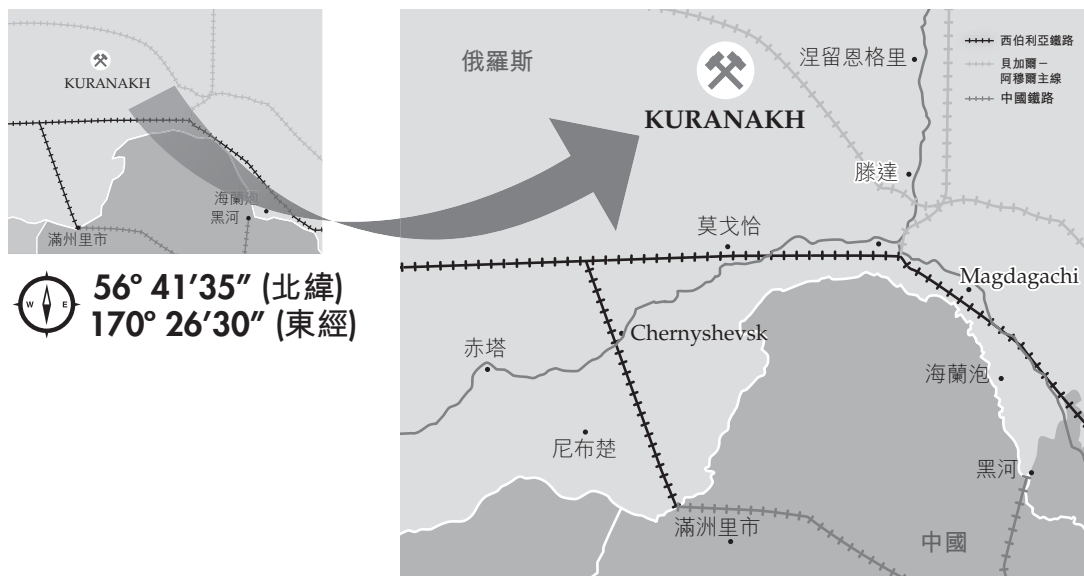 KURANAKH
海蘭泡
黑河
滿州里市
W E
56° 41’35” (北緯)
170° 26’30” (東經)
俄羅斯
涅留恩格里
西伯利亞鐵路
貝加爾－
阿穆爾主線
中國鐵路
KURANAKH
滕達
莫戈恰
Magdagachi
Chernyshevsk
赤塔
海蘭泡
尼布楚
黑河
滿洲里市
中國